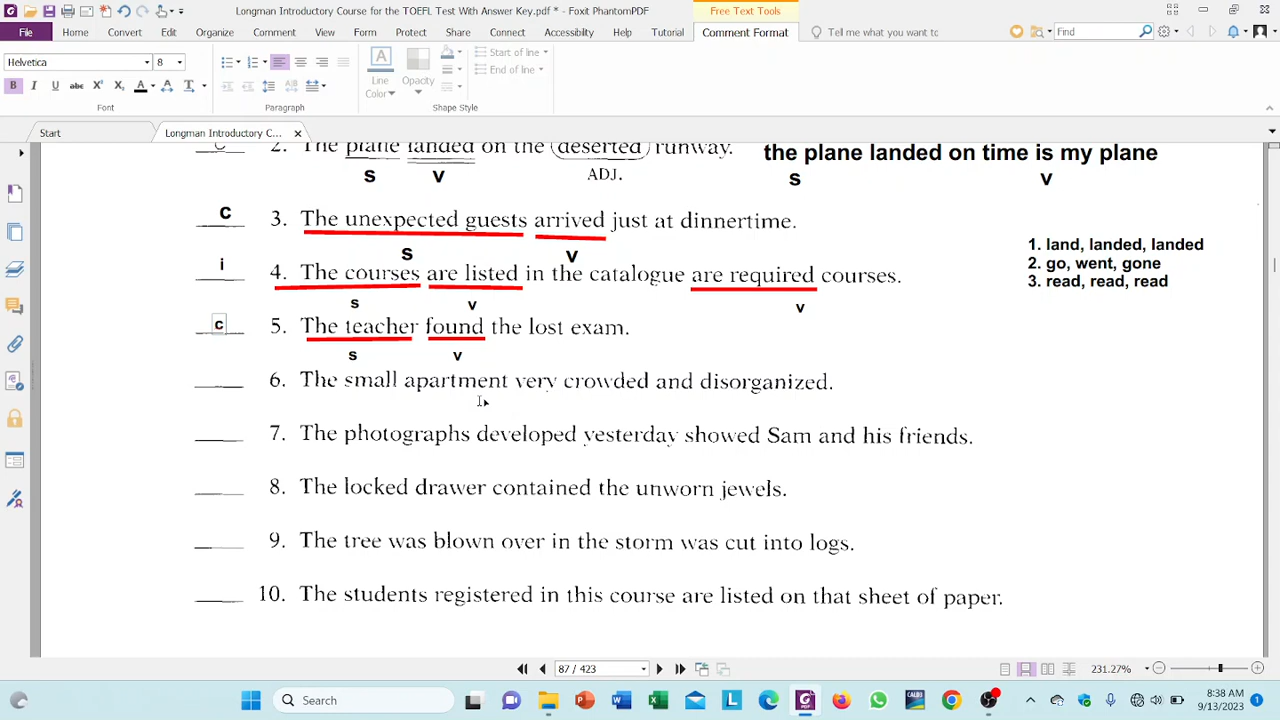 Longman Introductory Course for the TOEFL Test With Answer Key.pdf * - Foxit PhantomPDF
Free Text Tools
File Home Convert Edit Organize Comment View Form Protect Share Connect Accessibility Help Tutorial Comment Format Tell me what you want to Find
Helvetica 8
Line Color
Opacity
Start of line
End of line
Font Paragraph Shape Style
Start Longman Introductory C...
C 2. The plane landed on the deserted runway. the plane landed on time is my plane
s v ADJ. s v
c 3. The unexpected guests arrived just at dinnertime.
s v
1. land, landed, landed
2. go, went, gone
3. read, read, read
i 4. The courses are listed in the catalogue are required courses.
s v v
c 5. The teacher found the lost exam.
s v
6. The small apartment very crowded and disorganized.
7. The photographs developed yesterday showed Sam and his friends.
8. The locked drawer contained the unworn jewels.
9. The tree was blown over in the storm was cut into logs.
10. The students registered in this course are listed on that sheet of paper.
87 / 423 231.27%
Search 8:38 AM
9/13/2023